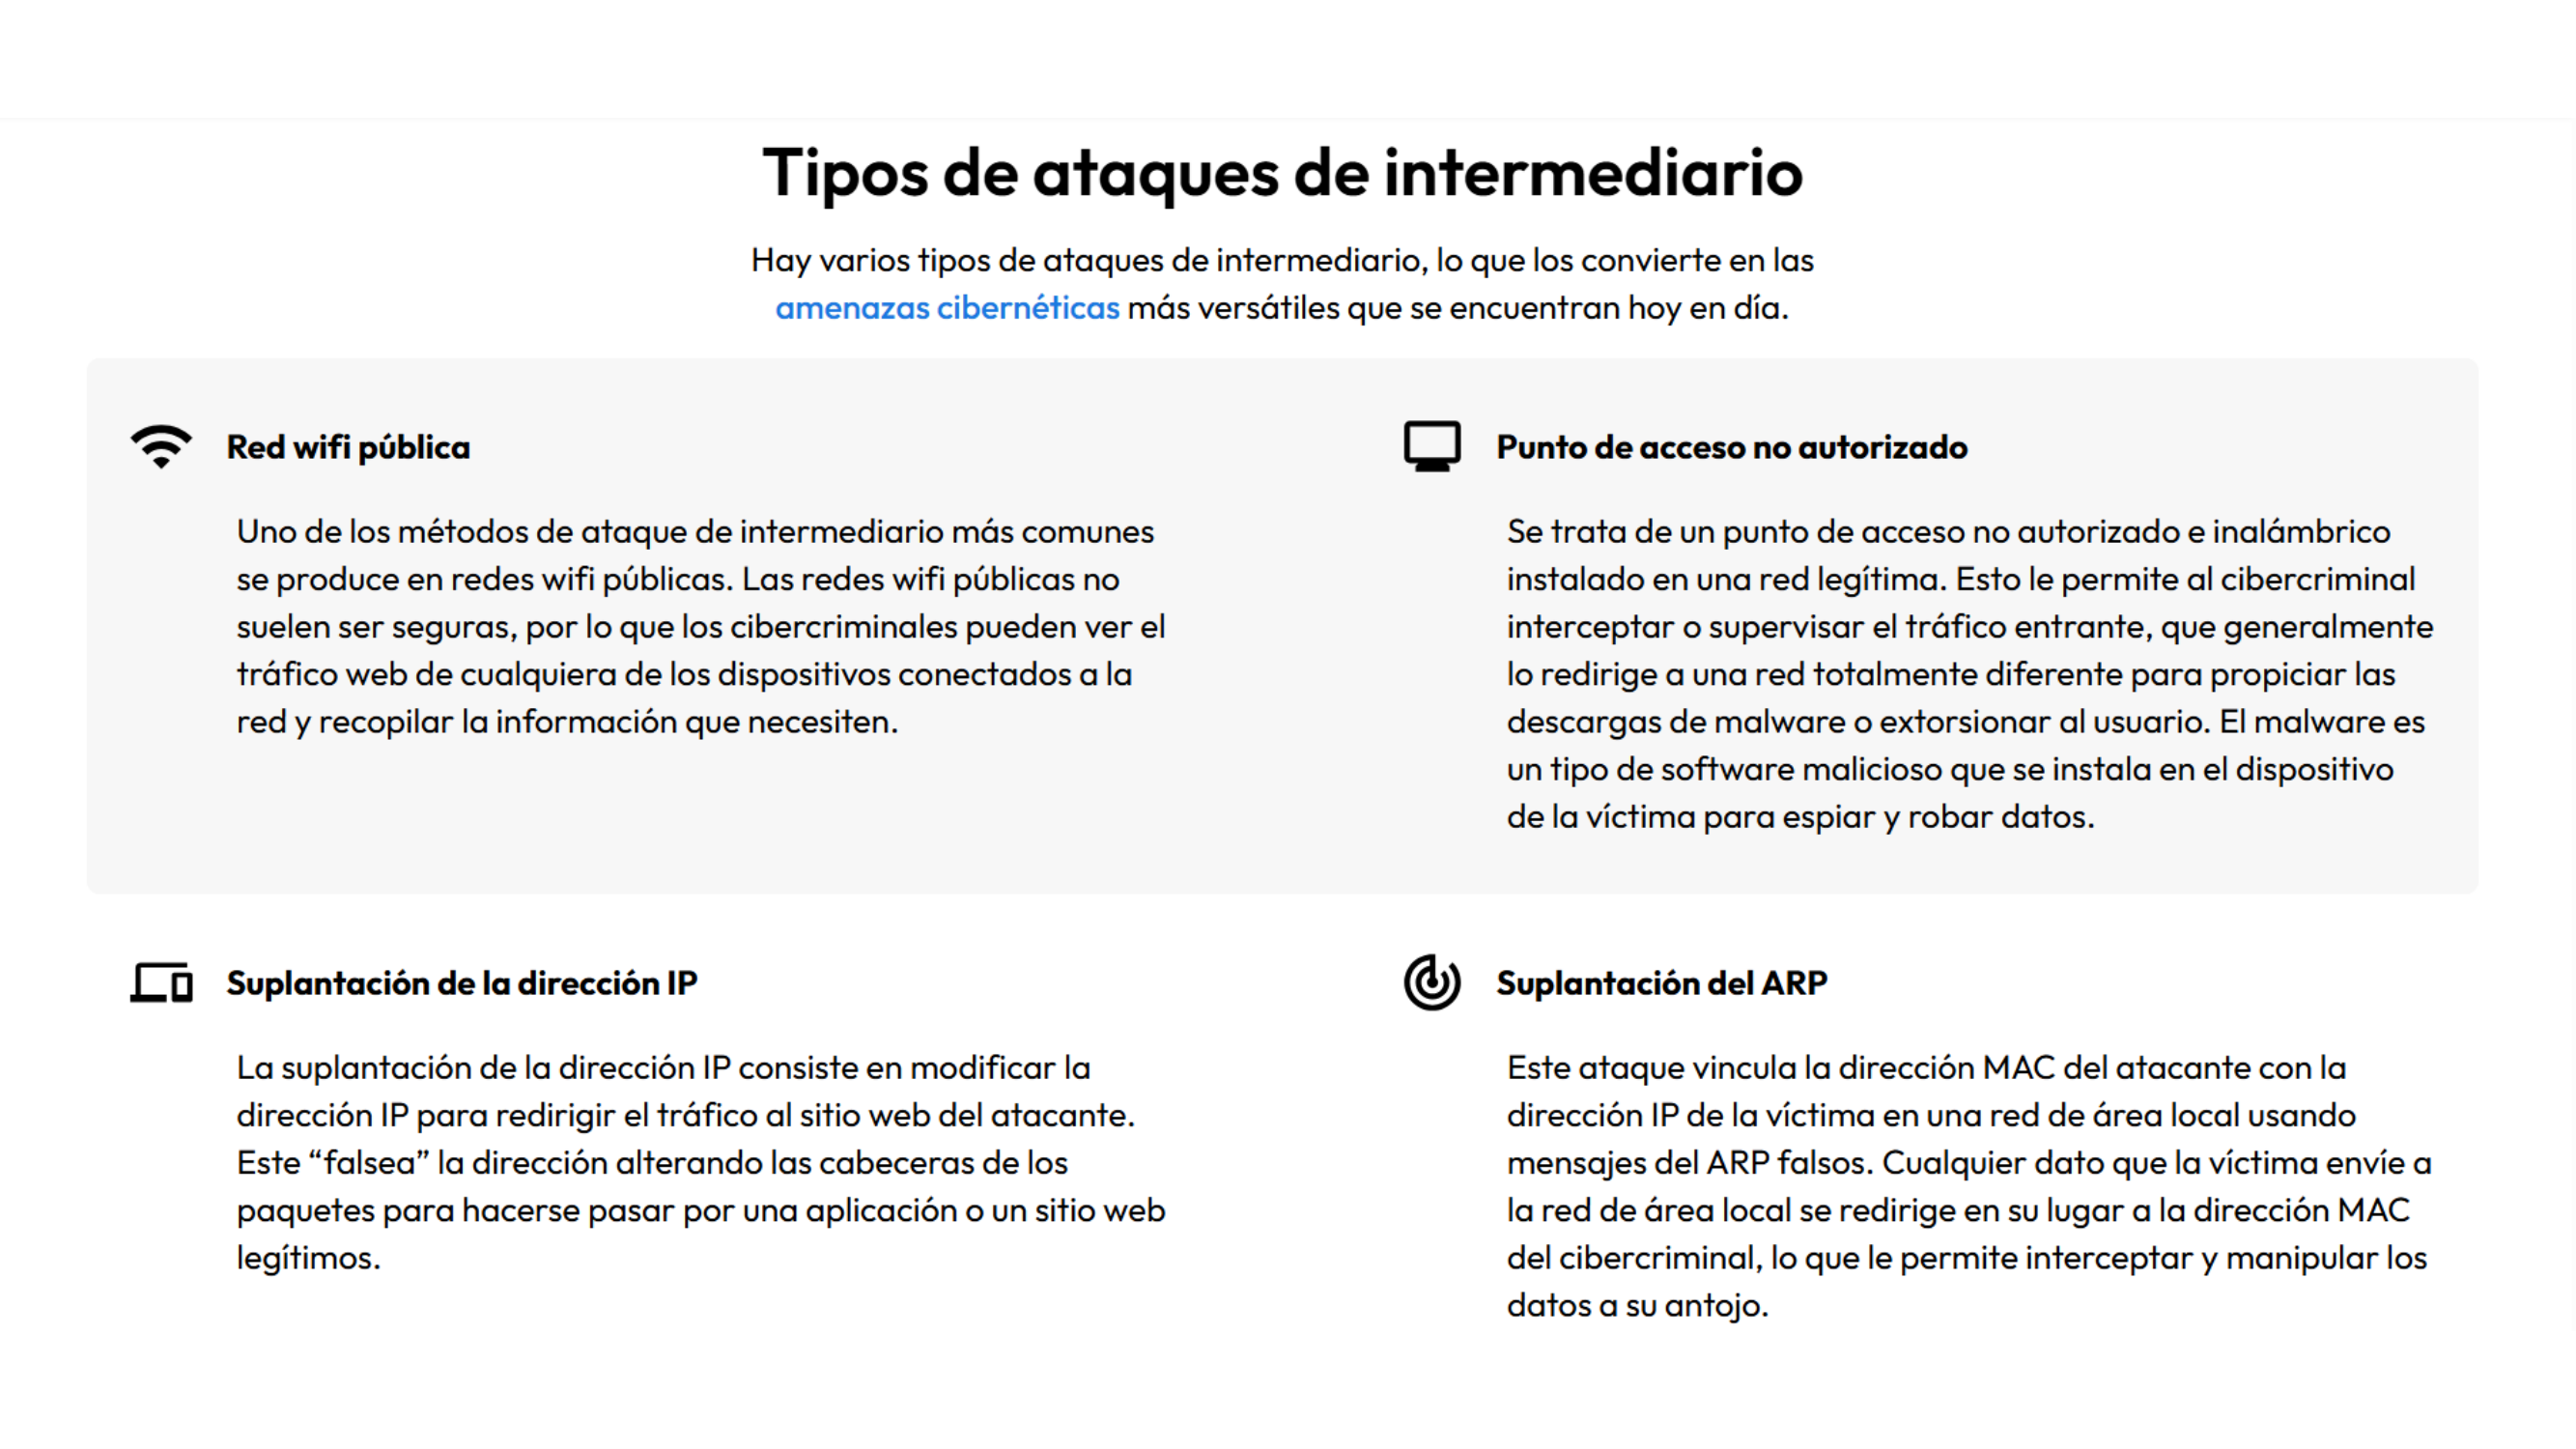 Tipos de ataques de intermediario
Hay varios tipos de ataques de intermediario, lo que los convierte en las
amenazas cibernéticas más versátiles que se encuentran hoy en día.
Red wifi pública
Uno de los métodos de ataque de intermediario más comunes
se produce en redes wifi públicas. Las redes wifi públicas no
suelen ser seguras, por lo que los cibercriminales pueden ver el
tráfico web de cualquiera de los dispositivos conectados a la
red y recopilar la información que necesiten.
Punto de acceso no autorizado
Se trata de un punto de acceso no autorizado e inalámbrico
instalado en una red legítima. Esto le permite al cibercriminal
interceptar o supervisar el tráfico entrante, que generalmente
lo redirige a una red totalmente diferente para propiciar las
descargas de malware o extorsionar al usuario. El malware es
un tipo de software malicioso que se instala en el dispositivo
de la víctima para espiar y robar datos.
Suplantación de la dirección IP
La suplantación de la dirección IP consiste en modificar la
dirección IP para redirigir el tráfico al sitio web del atacante.
Este “falsea” la dirección alterando las cabeceras de los
paquetes para hacerse pasar por una aplicación o un sitio web
legítimos.
Suplantación del ARP
Este ataque vincula la dirección MAC del atacante con la
dirección IP de la víctima en una red de área local usando
mensajes del ARP falsos. Cualquier dato que la víctima envíe a
la red de área local se redirige en su lugar a la dirección MAC
del cibercriminal, lo que le permite interceptar y manipular los
datos a su antojo.